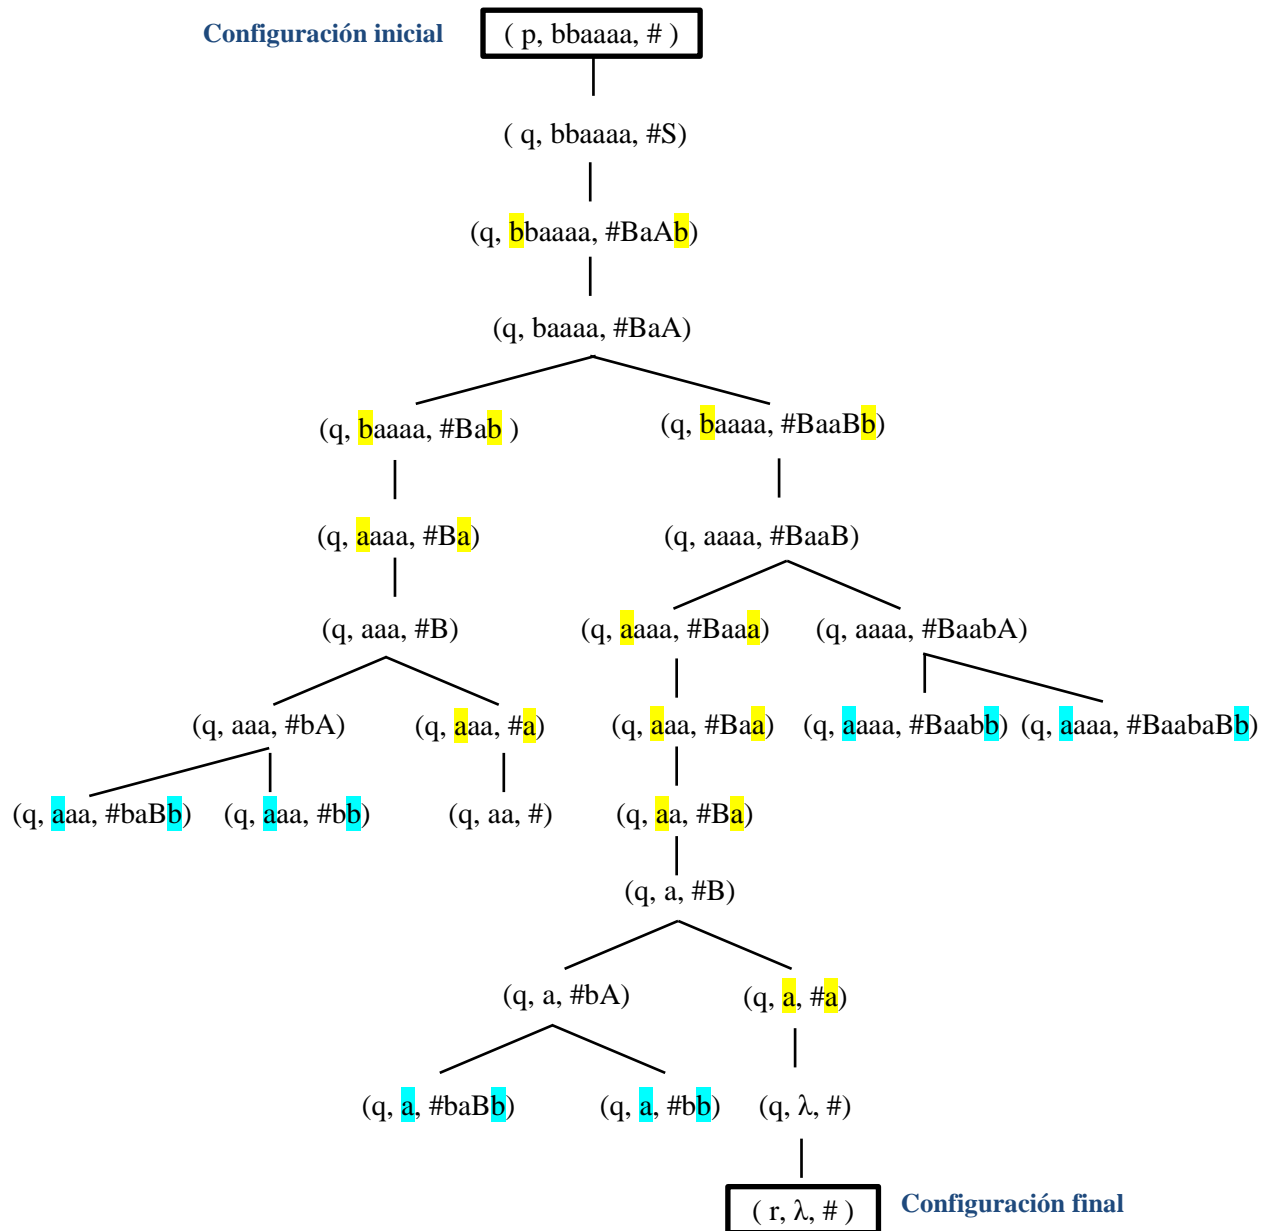 Configuración inicial ( p, bbaaaa, # )
( q, bbaaaa, #S)
(q, bbaaaa, #BaAb)
(q, baaaa, #BaA)
(q, baaaa, #Bab ) (q, baaaa, #BaaBb)
(q, aaaa, #Ba) (q, aaaa, #BaaB)
(q, aaa, #B) (q, aaaa, #Baaa) (q, aaaa, #BaabA)
(q, aaa, #bA) (q, aaa, #a) (q, aaa, #Baa) (q, aaaa, #Baabb) (q, aaaa, #BaabaBb)
(q, aaa, #baBb) (q, aaa, #bb) (q, aa, #) (q, aa, #Ba)
(q, a, #B)
(q, a, #bA) (q, a, #a)
(q, a, #baBb) (q, a, #bb) (q, λ, #)
( r, λ, # ) Configuración final